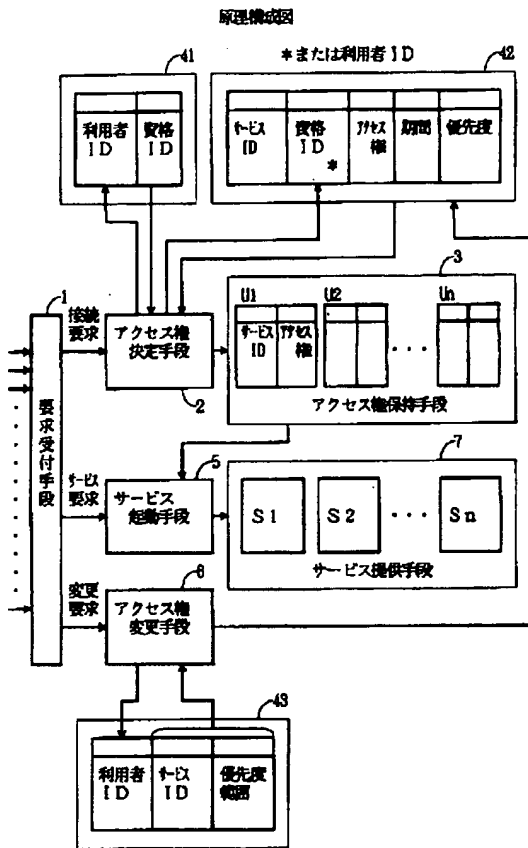 原理構成図
41
*または利用者ID
42
利用者
ID
資格
ID
サービス
ID
資格
ID
*
アクセス
権
期間
優先度
1
接続
要求
アクセス権
決定手段
2
3
U1
U2
Un
サービス
ID
アクセス
権
アクセス権保持手段
要求受付手段
サービス
要求
5
サービス
起動手段
7
S1
S2
Sn
サービス提供手段
変更
要求
6
アクセス権
変更手段
43
利用者
ID
サービス
ID
優先度
範囲